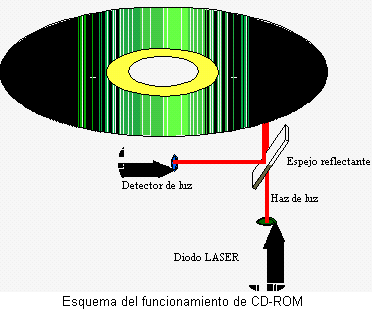 Espejo reflectante
Detector de luz
Haz de luz
Diodo LASER
Esquema del funcionamiento de CD-ROM